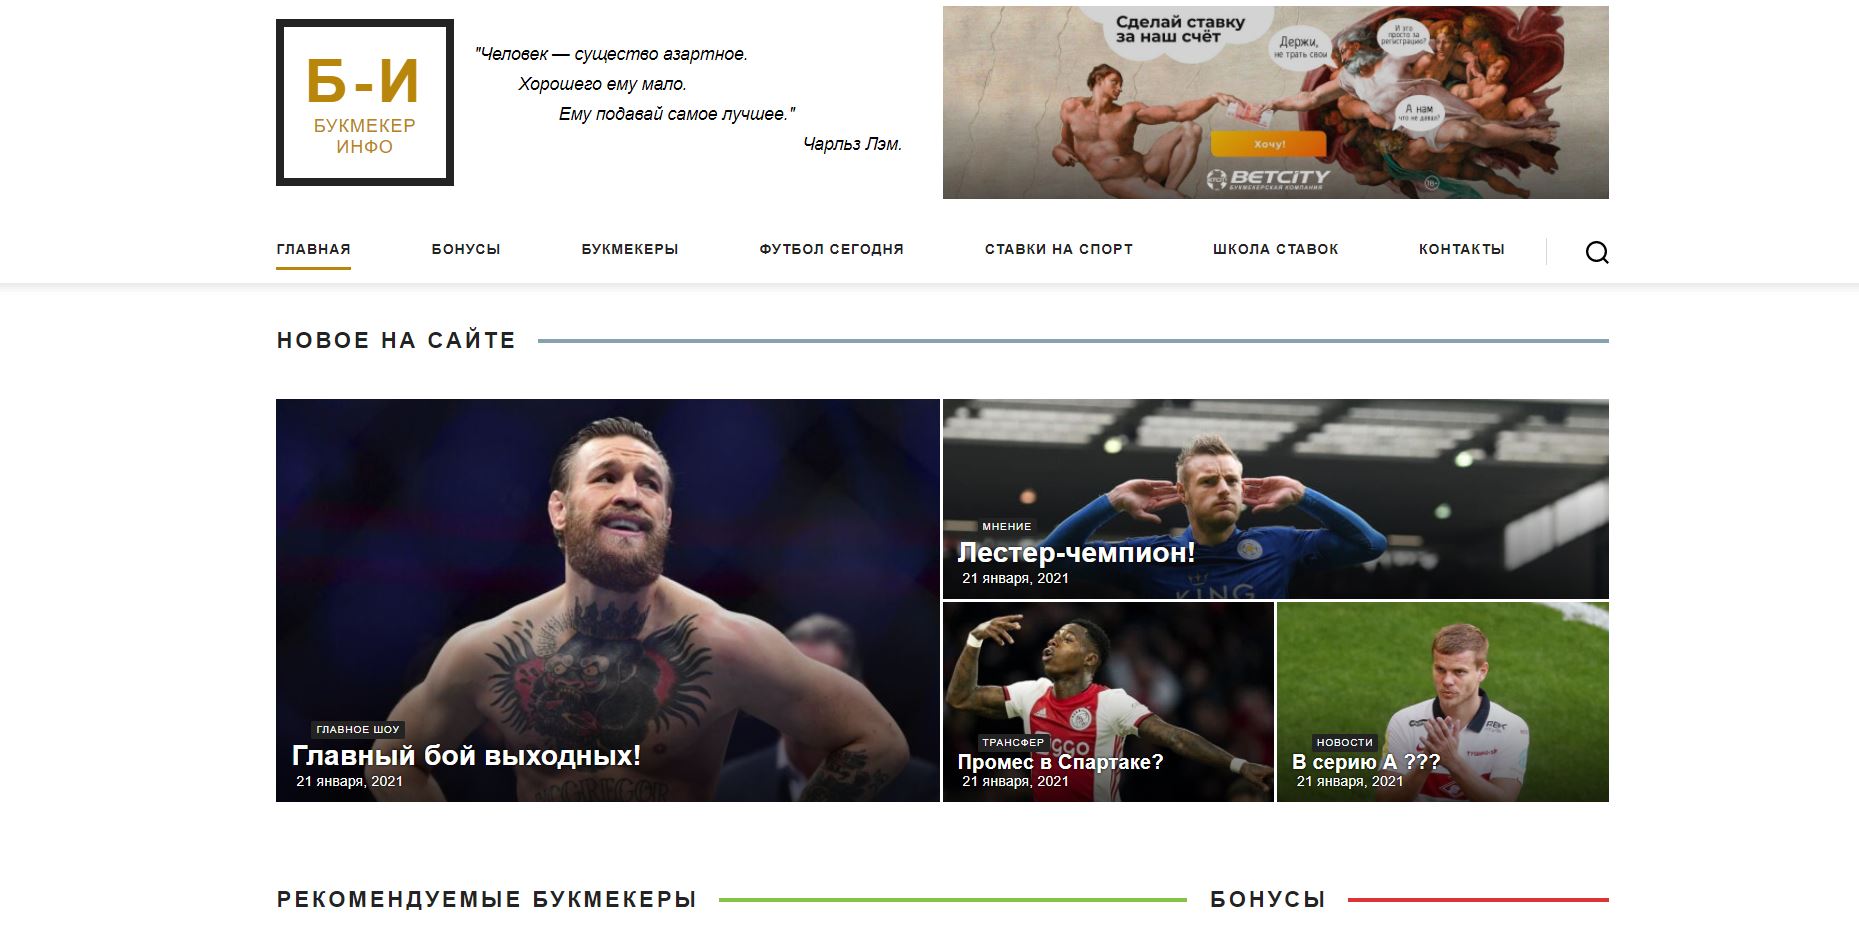 Б-И
БУКМЕКЕР
ИНФО
"Человек — существо азартное.
Хорошего ему мало.
Ему подавай самое лучшее."
Чарльз Лэм.
Сделай ставку
за наш счёт
Держи,
не трать свои
И это
просто за
регистрацию?
А нам
что не давал?
Хочу!
BETCITY
БУКМЕКЕРСКАЯ КОМПАНИЯ
18+
ГЛАВНАЯ БОНУСЫ БУКМЕКЕРЫ ФУТБОЛ СЕГОДНЯ СТАВКИ НА СПОРТ ШКОЛА СТАВОК КОНТАКТЫ
НОВОЕ НА САЙТЕ
ГЛАВНОЕ ШОУ
Главный бой выходных!
21 января, 2021
MCGREGOR
МНЕНИЕ
Лестер-чемпион!
21 января, 2021
KING
ТРАНСФЕР
Промес в Спартаке?
21 января, 2021
НОВОСТИ
В серию А ???
21 января, 2021
РЕКОМЕНДУЕМЫЕ БУКМЕКЕРЫ
БОНУСЫ